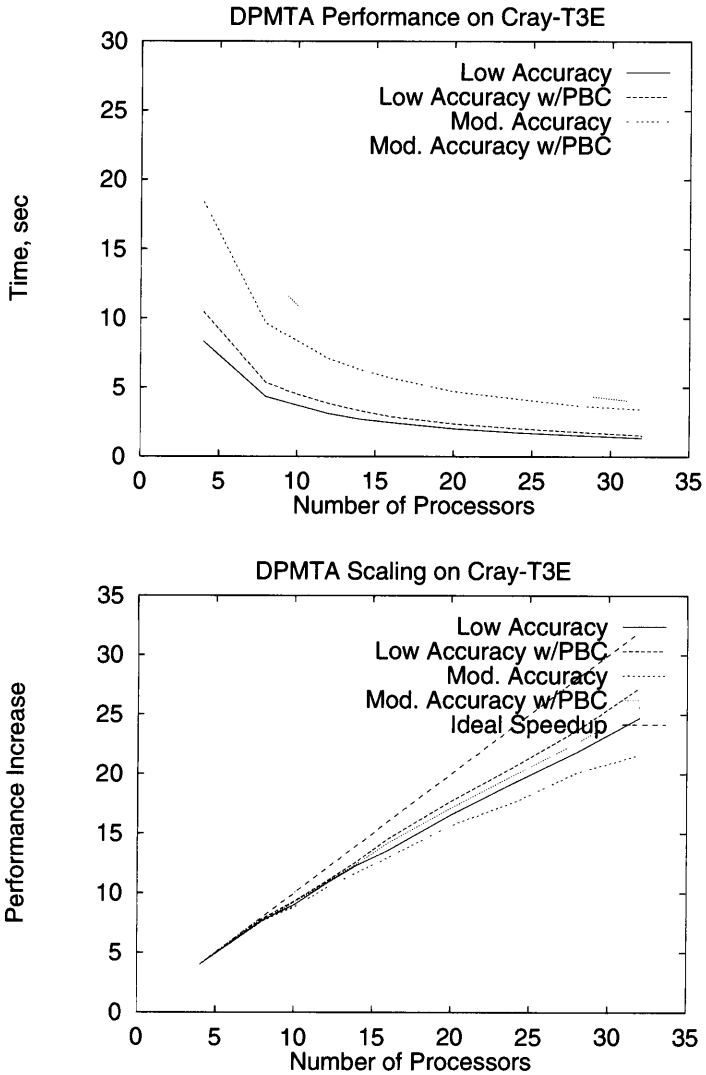 DPMTA Performance on Cray-T3E
30
25
20
15
10
5
0
Time, sec
Low Accuracy
Low Accuracy w/PBC
Mod. Accuracy
Mod. Accuracy w/PBC
0 5 10 15 20 25 30 35
Number of Processors
DPMTA Scaling on Cray-T3E
35
30
25
20
15
10
5
0
Performance Increase
Low Accuracy
Low Accuracy w/PBC
Mod. Accuracy
Mod. Accuracy w/PBC
Ideal Speedup
0 5 10 15 20 25 30 35
Number of Processors